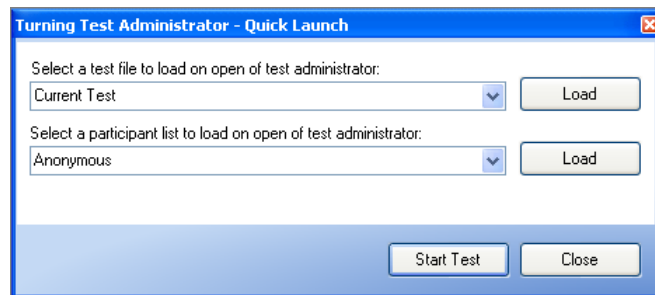 Turning Test Administrator - Quick Launch
Select a test file to load on open of test administrator:
Current Test
Load
Select a participant list to load on open of test administrator:
Anonymous
Load
Start Test
Close